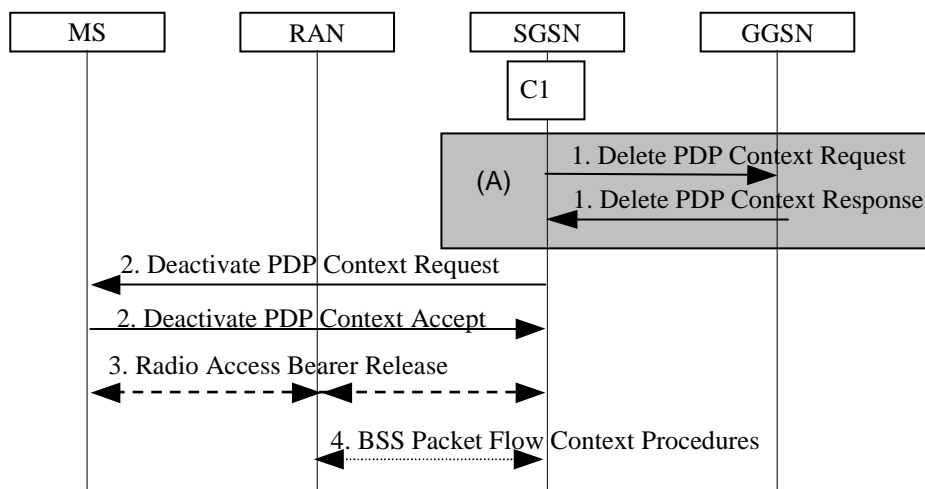 MS RAN SGSN GGSN
C1
1. Delete PDP Context Request
(A)
1. Delete PDP Context Response
2. Deactivate PDP Context Request
2. Deactivate PDP Context Accept
3. Radio Access Bearer Release
4. BSS Packet Flow Context Procedures